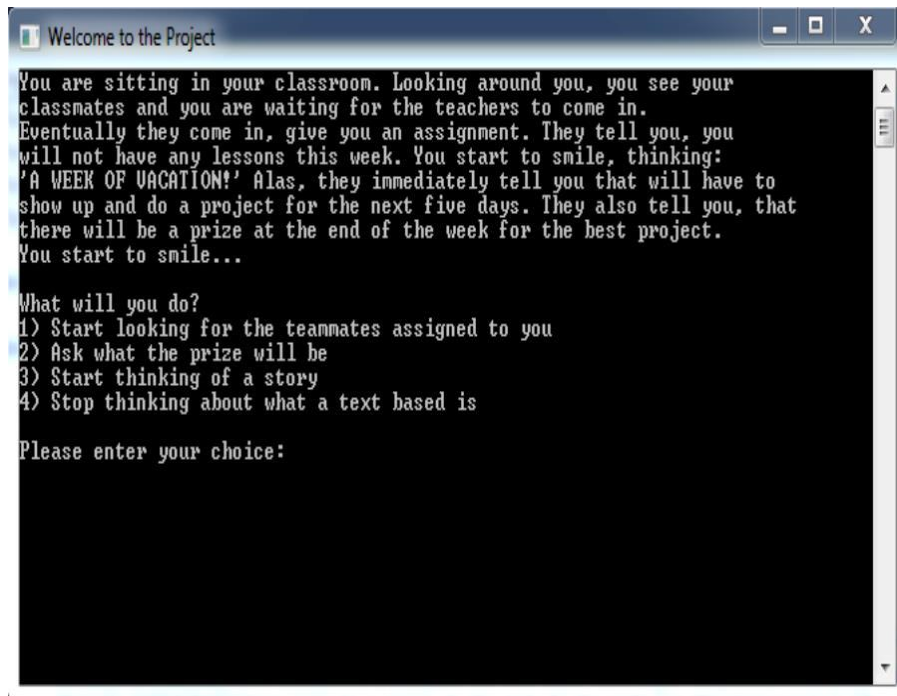 Welcome to the Project
You are sitting in your classroom. Looking around you, you see your
classmates and you are waiting for the teachers to come in.
Eventually they come in, give you an assignment. They tell you, you
will not have any lessons this week. You start to smile, thinking:
'A WEEK OF VACATION!' Alas, they immediately tell you that will have to
show up and do a project for the next five days. They also tell you, that
there will be a prize at the end of the week for the best project.
You start to smile...
What will you do?
1) Start looking for the teammates assigned to you
2) Ask what the prize will be
3) Start thinking of a story
4) Stop thinking about what a text based is
Please enter your choice: